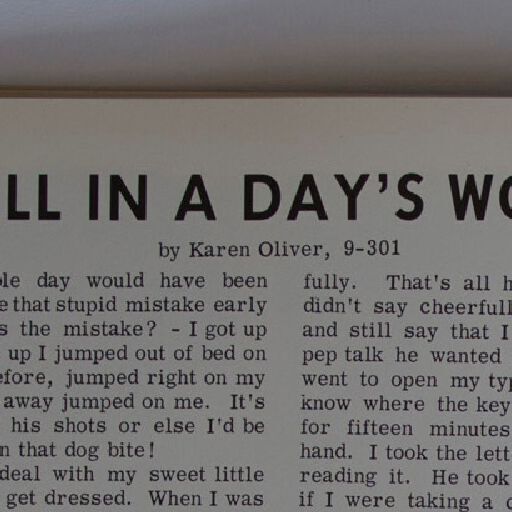 LL IN A DAY'S WO
by Karen Oliver, 9-301
ole day would have been
e that stupid mistake early
s the mistake? - I got up
up I jumped out of bed on
efore, jumped right on my
away jumped on me. It's
his shots or else I'd be
n that dog bite!
deal with my sweet little
get dressed. When I was
fully. That's all h
didn't say cheerfull
and still say that I
pep talk he wanted
went to open my typ
know where the key
for fifteen minutes
hand. I took the lett
reading it. He took
if I were taking a c